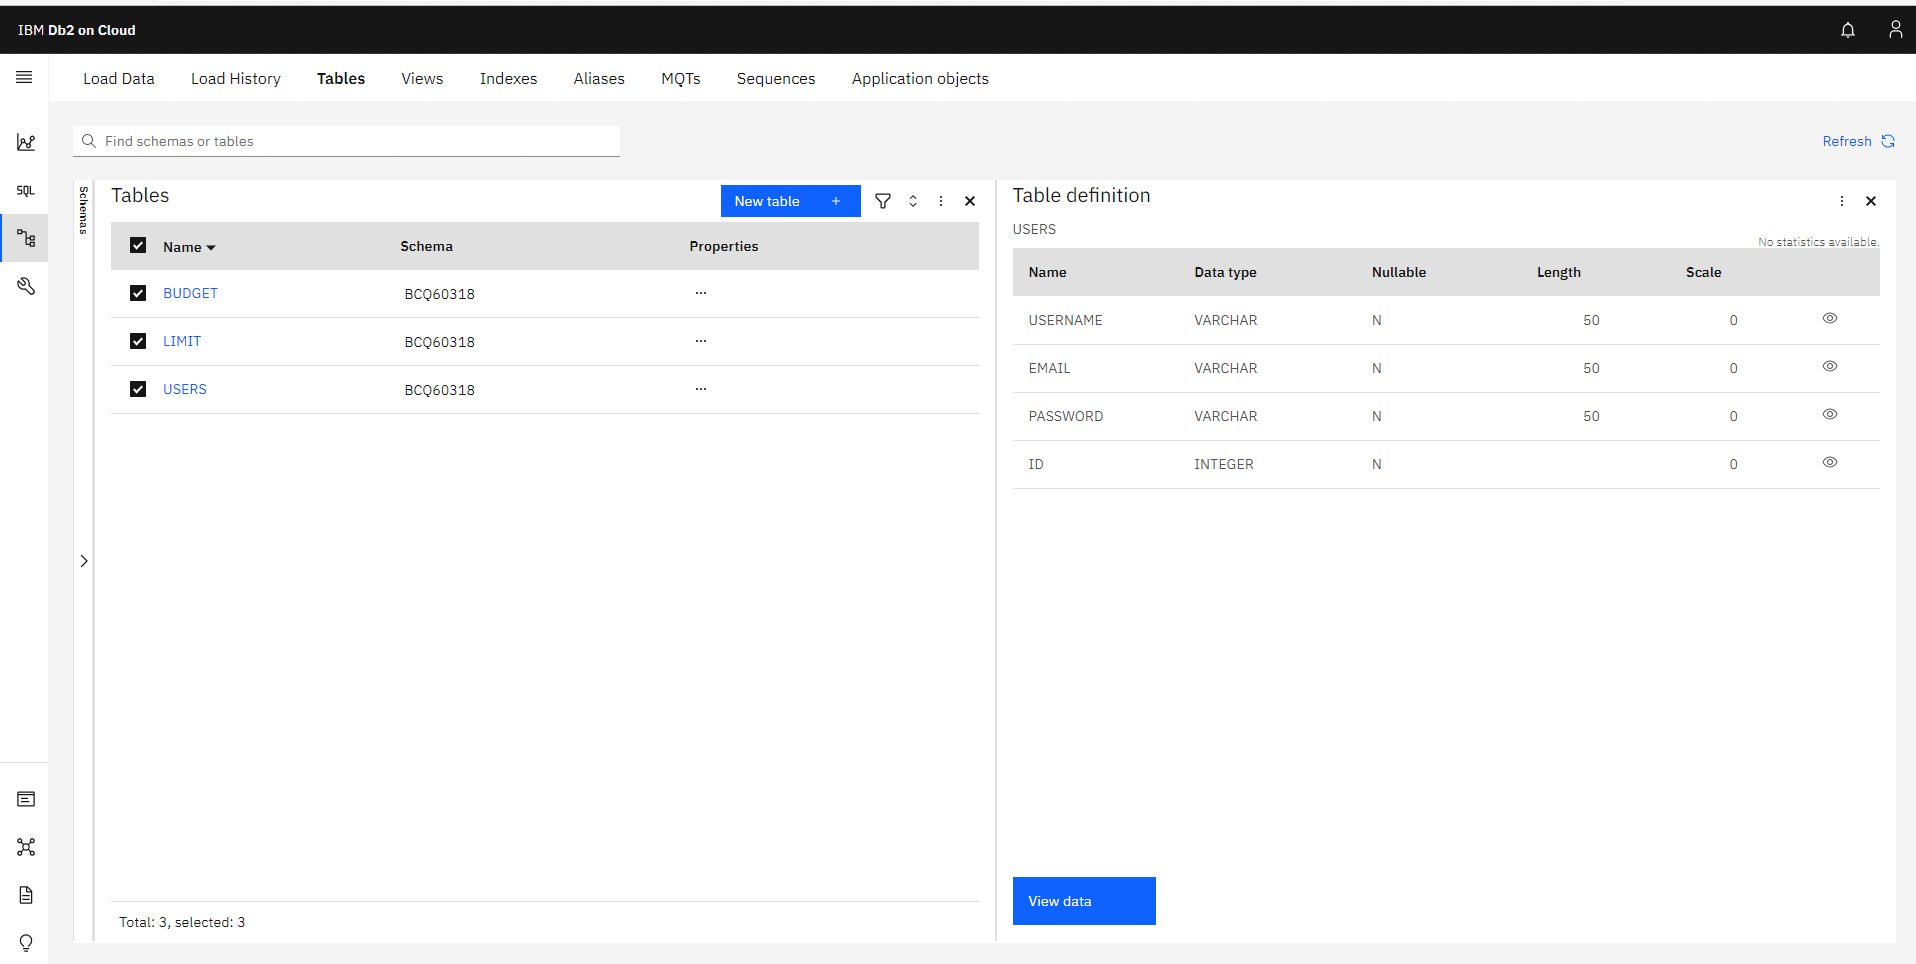 IBM Db2 on Cloud
Load Data Load History Tables Views Indexes Aliases MQTs Sequences Application objects
SQL
Find schemas or tables
Refresh
Schemas
Tables
New table +
Name Schema Properties
BUDGET BCQ60318 ...
LIMIT BCQ60318 ...
USERS BCQ60318 ...
Total: 3, selected: 3
Table definition
USERS
No statistics available.
Name Data type Nullable Length Scale
USERNAME VARCHAR N 50 0
EMAIL VARCHAR N 50 0
PASSWORD VARCHAR N 50 0
ID INTEGER N 0
View data